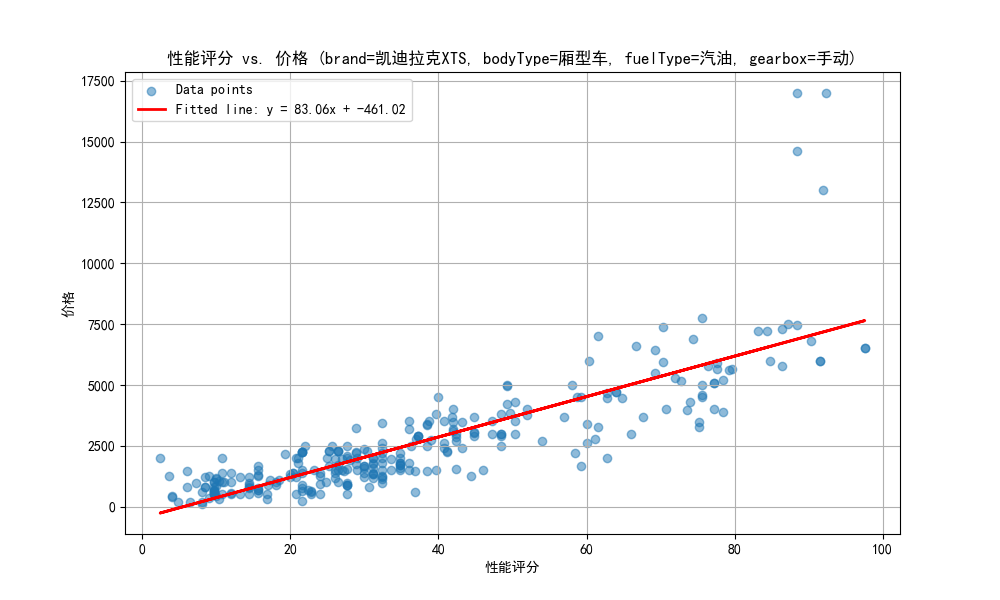 性能评分 vs. 价格 (brand=凯迪拉克XTS, bodyType=厢型车, fuelType=汽油, gearbox=手动)
Data points
Fitted line: y = 83.06x + -461.02
17500
15000
12500
10000
7500
5000
2500
0
价格
0 20 40 60 80 100
性能评分